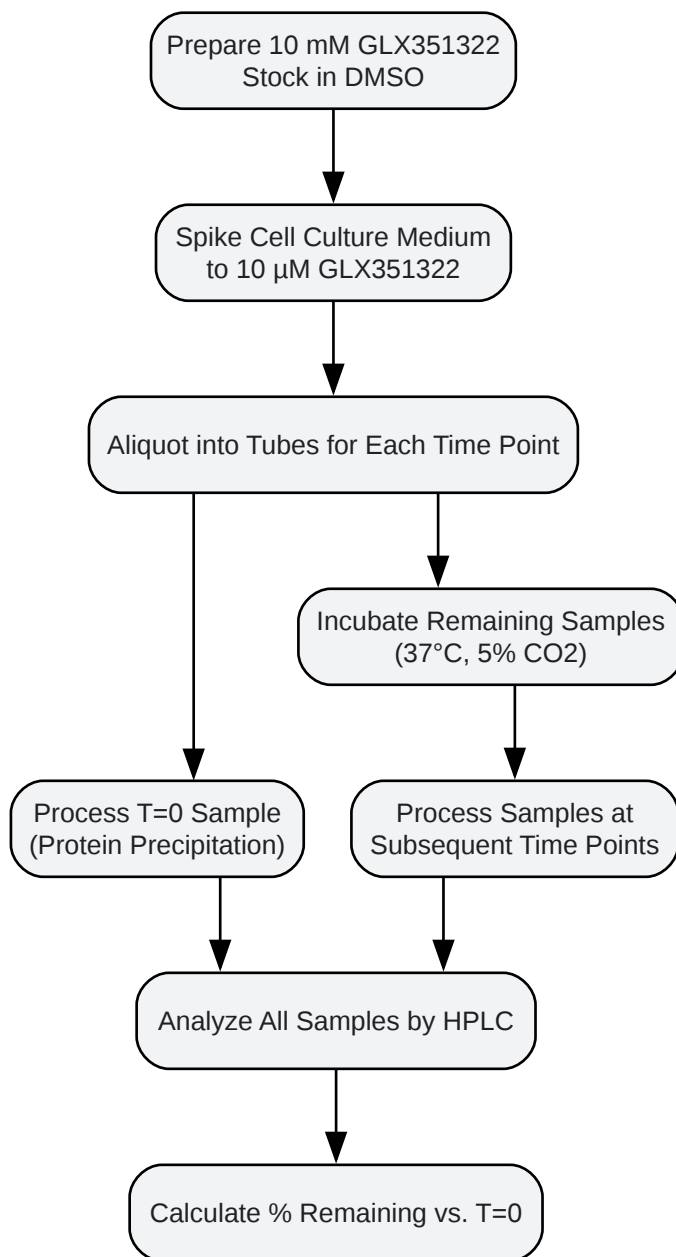 Prepare 10 mM GLX351322
Stock in DMSO
Spike Cell Culture Medium
to 10 µM GLX351322
Aliquot into Tubes for Each Time Point
Incubate Remaining Samples
(37°C, 5% CO2)
Process T=0 Sample
(Protein Precipitation)
Process Samples at
Subsequent Time Points
Analyze All Samples by HPLC
Calculate % Remaining vs. T=0